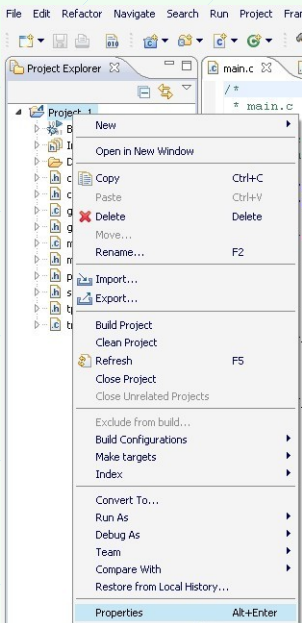 File Edit Refactor Navigate Search Run Project
Project Explorer
main.c
/*
* main.c
Project_1
New
Open in New Window
Copy Ctrl+C
Paste Ctrl+V
Delete Delete
Move...
Rename... F2
Import...
Export...
Build Project
Clean Project
Refresh F5
Close Project
Close Unrelated Projects
Exclude from build...
Build Configurations
Make targets
Index
Convert To...
Run As
Debug As
Team
Compare With
Restore from Local History...
Properties Alt+Enter